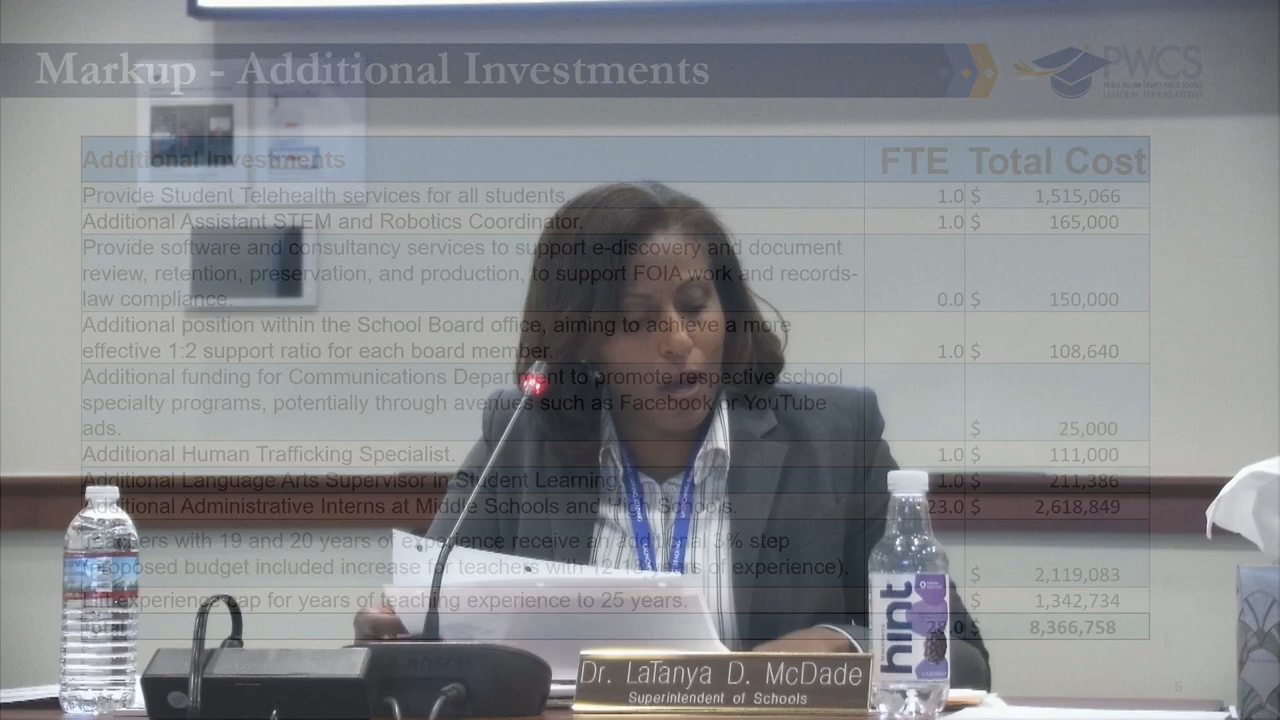 Markup - Additional Investments
PWCS
Additional Investments FTE Total Cost
Provide Student Telehealth services for all students. 1.0 $ 1,515,066
Additional Assistant STEM and Robotics Coordinator. 1.0 $ 165,000
Provide software and consultancy services to support e-discovery and document
review, retention, preservation, and production, to support FOIA work and records-
law compliance. 0.0 $ 150,000
Additional position within the School Board office, aiming to achieve a more
effective 1:2 support ratio for each board member. 1.0 $ 108,640
Additional funding for Communications Department to promote respective school
specialty programs, potentially through avenues such as Facebook or YouTube
ads. $ 25,000
Additional Human Trafficking Specialist. 1.0 $ 111,000
Additional Language Arts Supervisor in Student Learning. 1.0 $ 211,386
Additional Administrative Interns at Middle Schools and High Schools. 23.0 $ 2,618,849
Teachers with 19 and 20 years of experience receive an additional 3% step
(proposed budget included increase for teachers with 12-18 years of experience). $ 2,119,083
experience cap for years of teaching experience to 25 years. $ 1,342,734
Total 28.0 $ 8,366,758
hint
Dr. LaTanya D. McDade
Superintendent of Schools
6